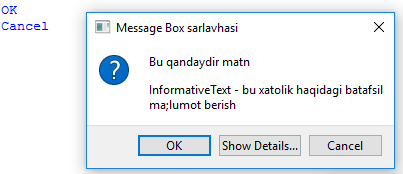 OK
Cancel
Message Box sarlavhasi
Bu qandaydir matn
InformativeText - bu xatolik haqidagi batafsil
ma;lumot berish
OK
Show Details...
Cancel